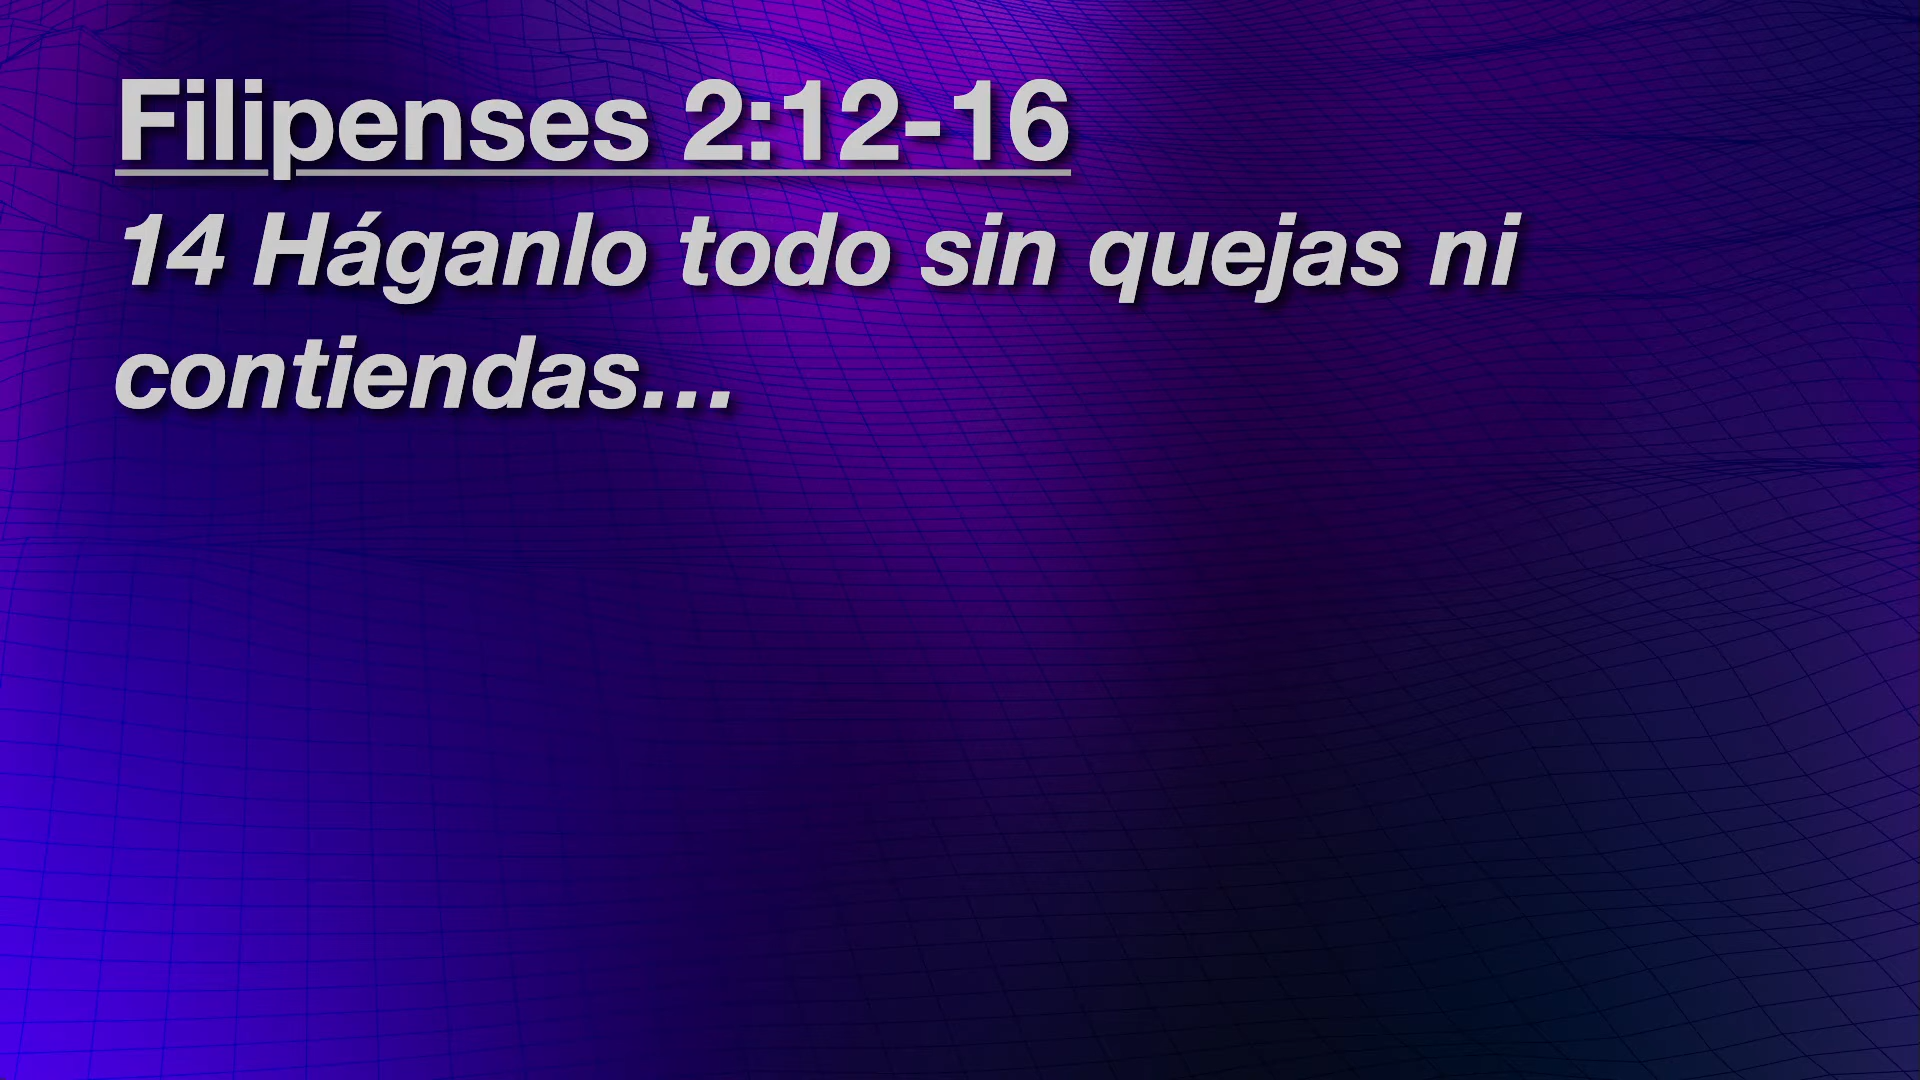 Filipenses 2:12-16
14 Háganlo todo sin quejas ni
contiendas...